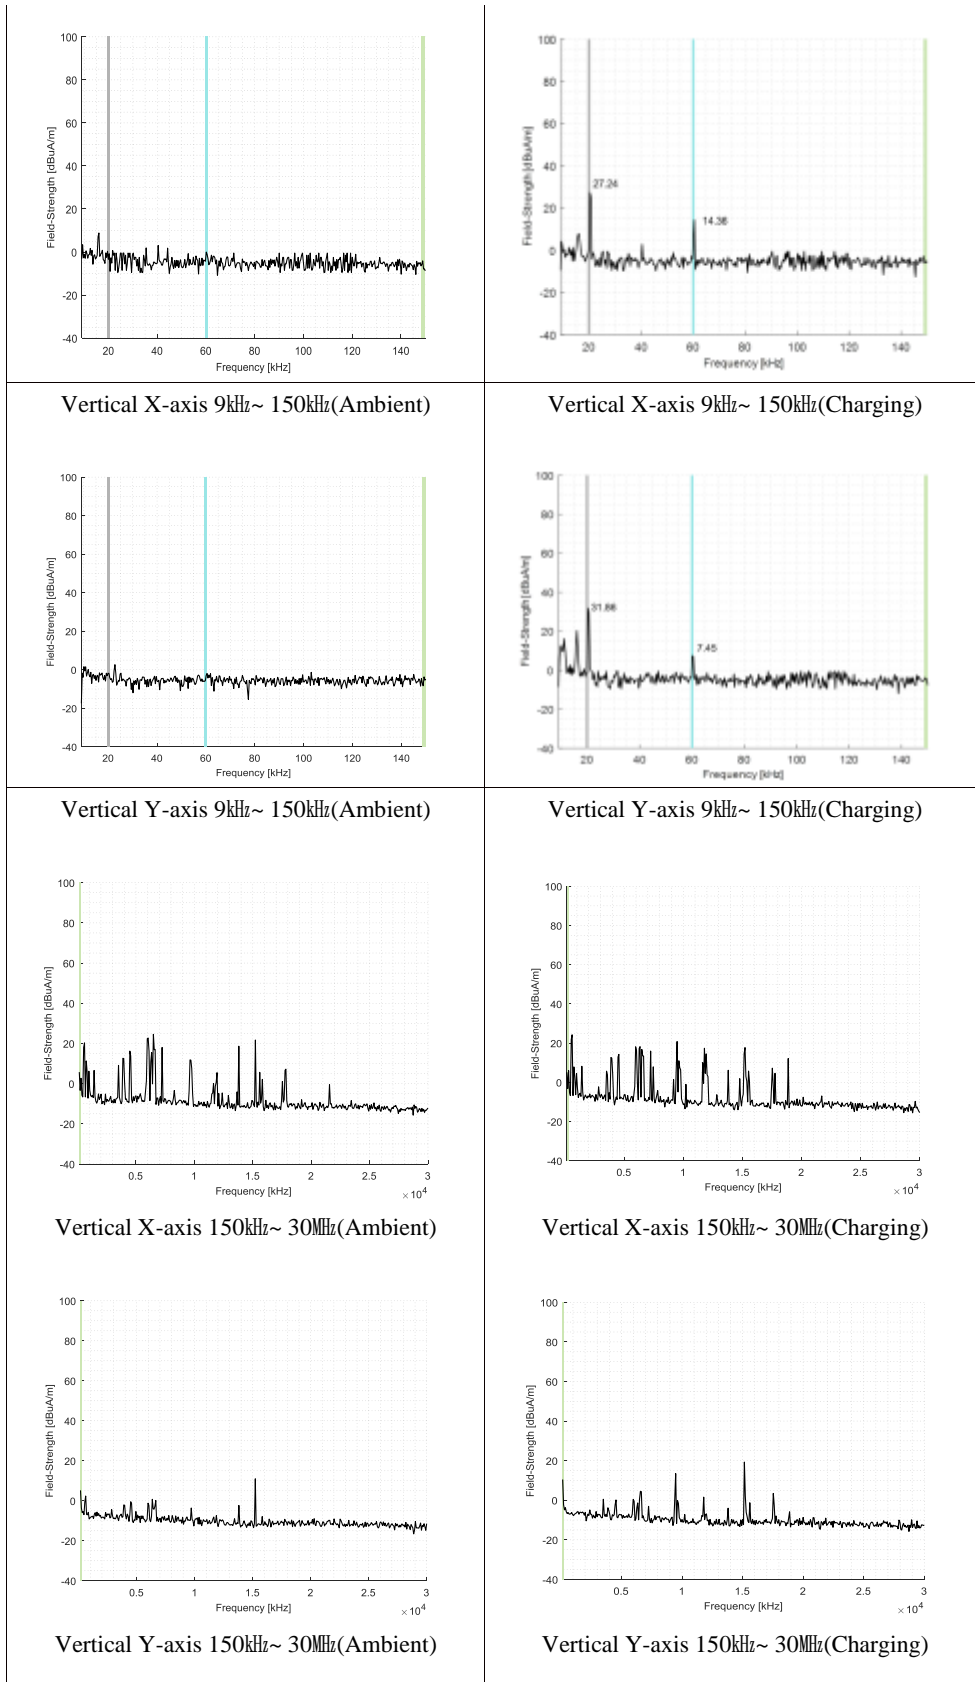 100
80
60
40
20
0
-20
-40
Field-Strength [dBuA/m]
20 40 60 80 100 120 140
Frequency [kHz]
100
80
60
40
20
0
-20
-40
Field-Strength [dBuA/m]
27.24
14.36
20 40 60 80 100 120 140
Frequency [kHz]
Vertical X-axis 9㎑~ 150㎑(Ambient)
Vertical X-axis 9㎑~ 150㎑(Charging)
100
80
60
40
20
0
-20
-40
Field-Strength [dBuA/m]
20 40 60 80 100 120 140
Frequency [kHz]
100
80
60
40
20
0
-20
-40
Field-Strength [dBuA/m]
7.45
20 40 60 80 100 120 140
Frequency [kHz]
Vertical Y-axis 9㎑~ 150㎑(Ambient)
Vertical Y-axis 9㎑~ 150㎑(Charging)
100
80
60
40
20
0
-20
-40
Field-Strength [dBuA/m]
0.5 1 1.5 2 2.5 3
Frequency [kHz]
× 10⁴
100
80
60
40
20
0
-20
-40
Field-Strength [dBuA/m]
0.5 1 1.5 2 2.5 3
Frequency [kHz]
× 10⁴
Vertical X-axis 150㎑~ 30㎒(Ambient)
Vertical X-axis 150㎑~ 30㎒(Charging)
100
80
60
40
20
0
-20
-40
Field-Strength [dBuA/m]
0.5 1 1.5 2 2.5 3
Frequency [kHz]
× 10⁴
100
80
60
40
20
0
-20
-40
Field-Strength [dBuA/m]
0.5 1 1.5 2 2.5 3
Frequency [kHz]
× 10⁴
Vertical Y-axis 150㎑~ 30㎒(Ambient)
Vertical Y-axis 150㎑~ 30㎒(Charging)